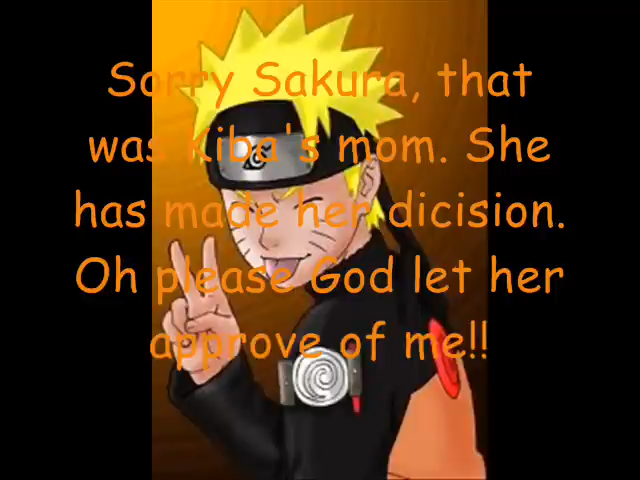 Sorry Sakura, that
was Kiba's mom. She
has made her dicision.
Oh please God let her
approve of me!!